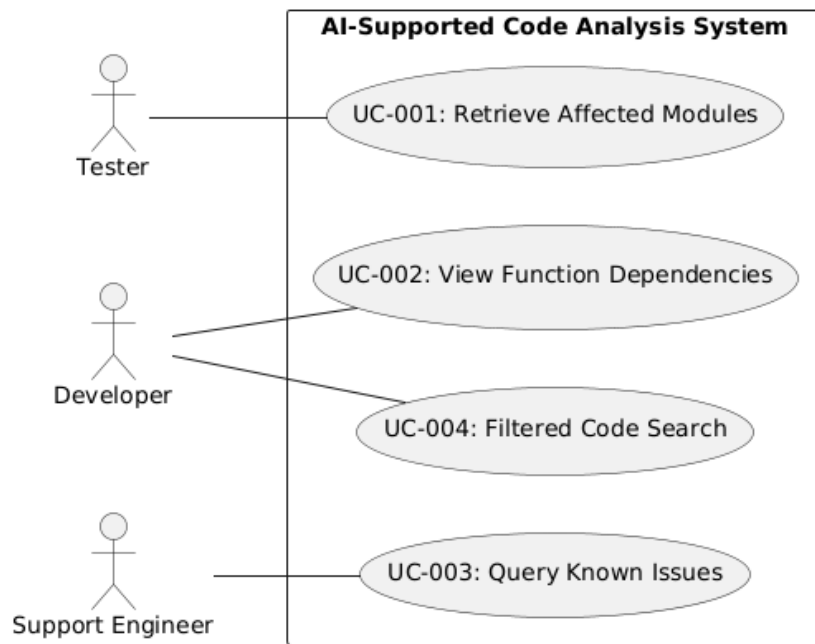 AI-Supported Code Analysis System
UC-001: Retrieve Affected Modules
Tester
UC-002: View Function Dependencies
Developer
UC-004: Filtered Code Search
UC-003: Query Known Issues
Support Engineer